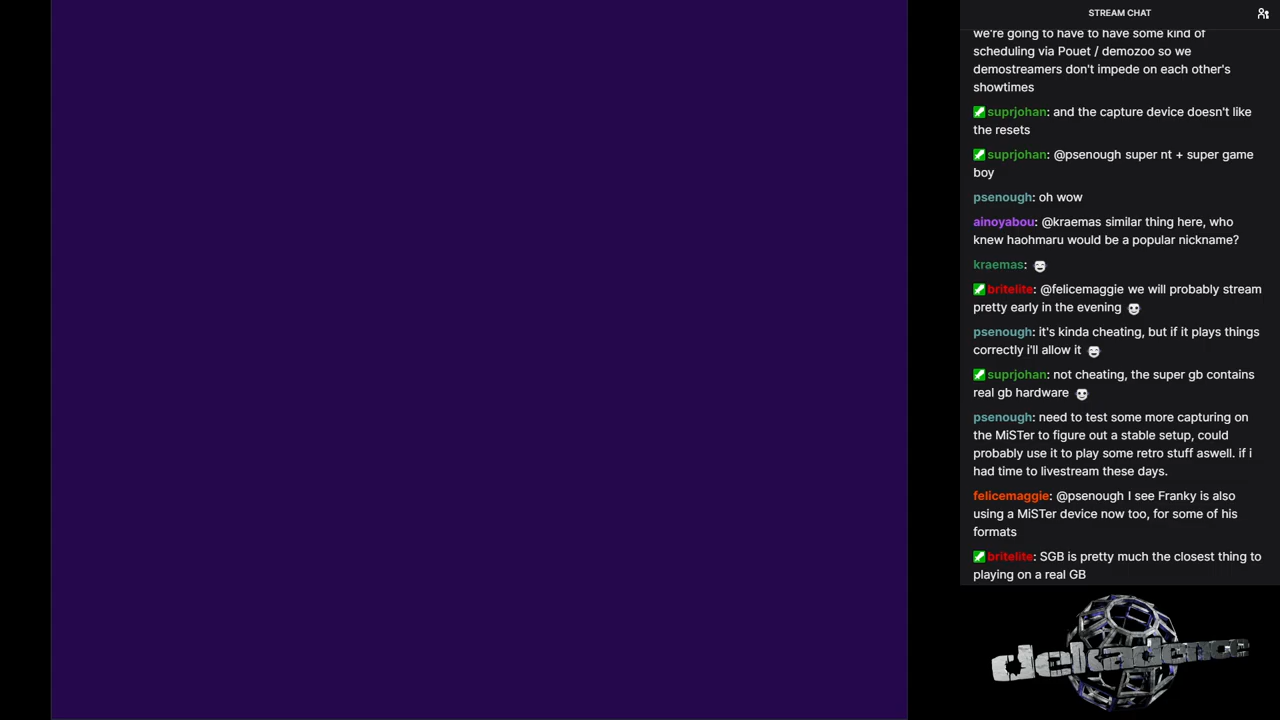 STREAM CHAT
we're going to have to have some kind of
scheduling via Pouet / demozoo so we
demostreamers don't impede on each other's
showtimes
suprjohan: and the capture device doesn't like
the resets
suprjohan: @psenough super nt + super game
boy
psenough: oh wow
ainoyabou: @kraemas similar thing here, who
knew haohmaru would be a popular nickname?
kraemas:
britelite: @felicemaggie we will probably stream
pretty early in the evening
psenough: it's kinda cheating, but if it plays things
correctly i'll allow it
suprjohan: not cheating, the super gb contains
real gb hardware
psenough: need to test some more capturing on
the MiSTer to figure out a stable setup, could
probably use it to play some retro stuff aswell. if i
had time to livestream these days.
felicemaggie: @psenough I see Franky is also
using a MiSTer device now too, for some of his
formats
britelite: SGB is pretty much the closest thing to
playing on a real GB
dekadence